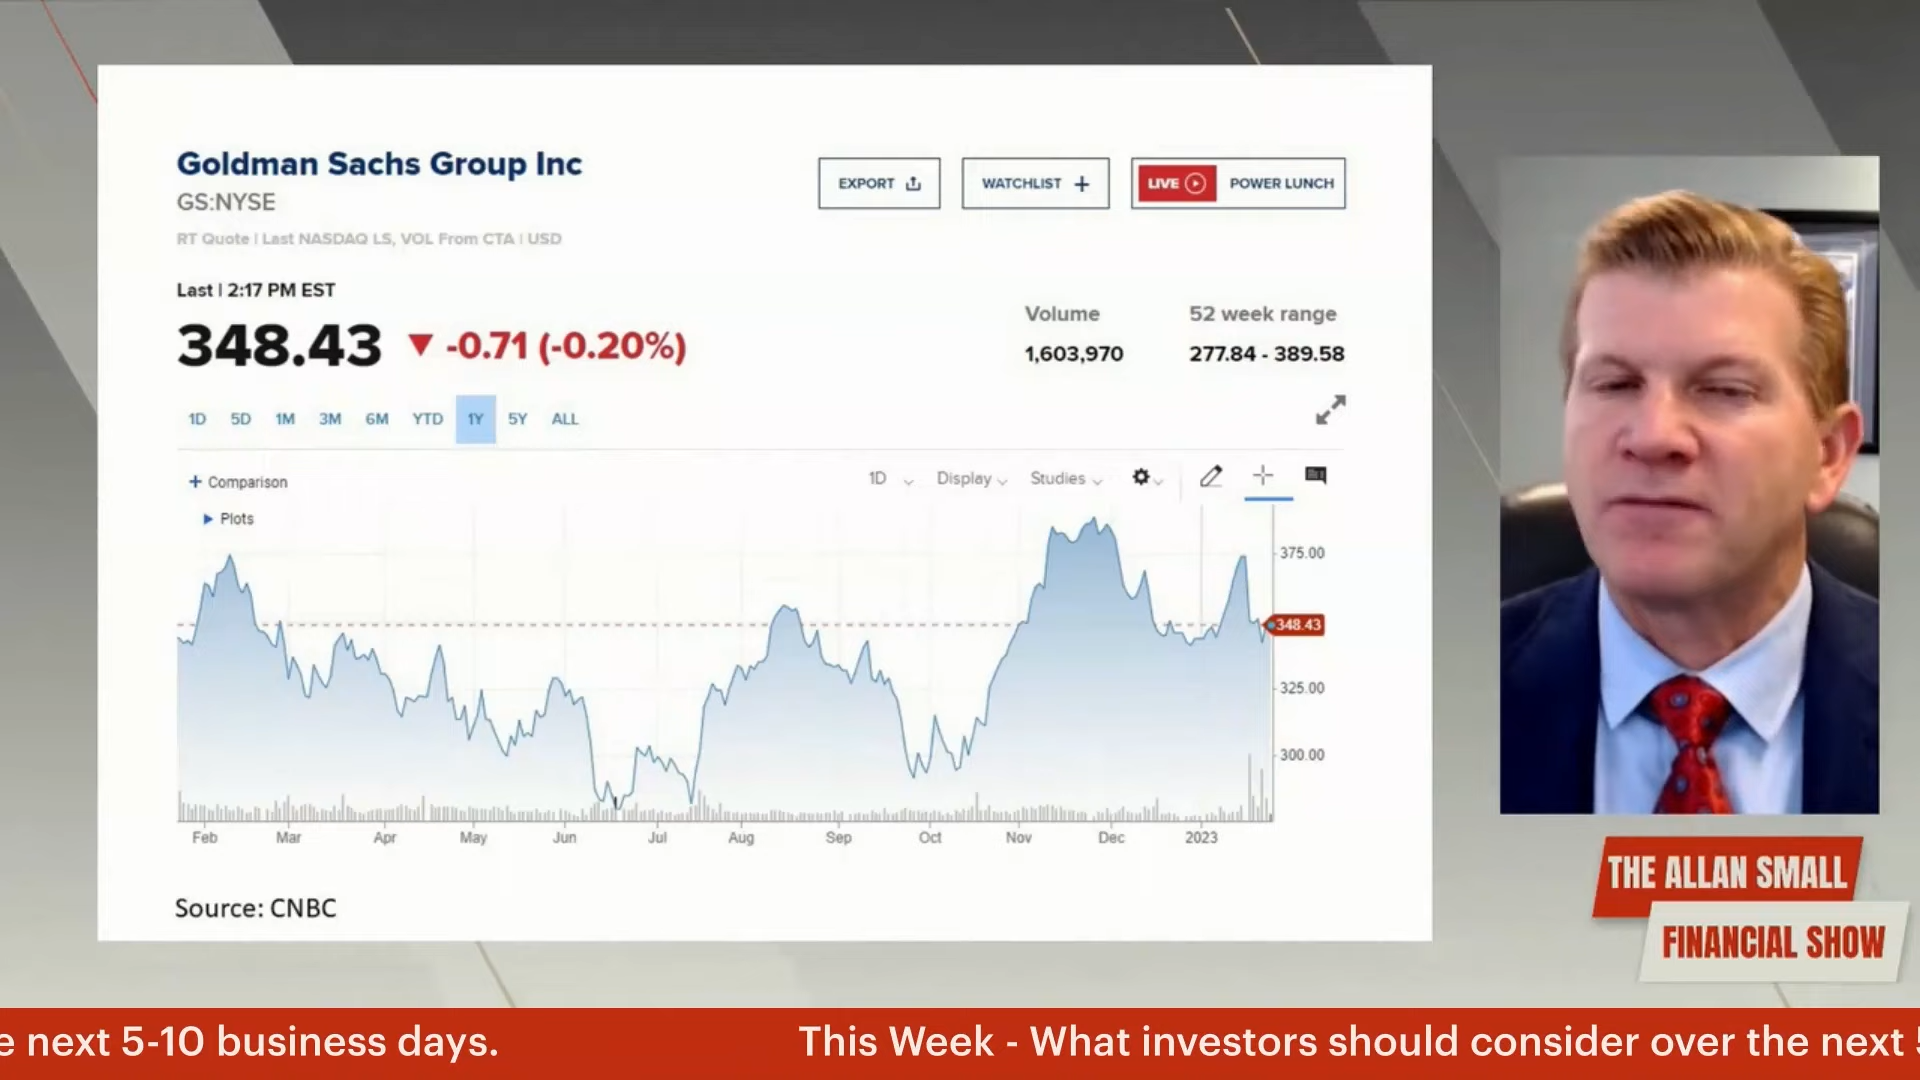 Goldman Sachs Group Inc
GS:NYSE
RT Quote | Last NASDAQ LS, VOL From CTA | USD
EXPORT
WATCHLIST +
LIVE POWER LUNCH
Last | 2:17 PM EST
348.43 ▼ -0.71 (-0.20%)
Volume
1,603,970
52 week range
277.84 - 389.58
1D 5D 1M 3M 6M YTD 1Y 5Y ALL
+ Comparison
1D Display Studies
Plots
375.00
348.43
325.00
300.00
Feb Mar Apr May Jun Jul Aug Sep Oct Nov Dec 2023
Source: CNBC
THE ALLAN SMALL
FINANCIAL SHOW
e next 5-10 business days. This Week - What investors should consider over the next 5